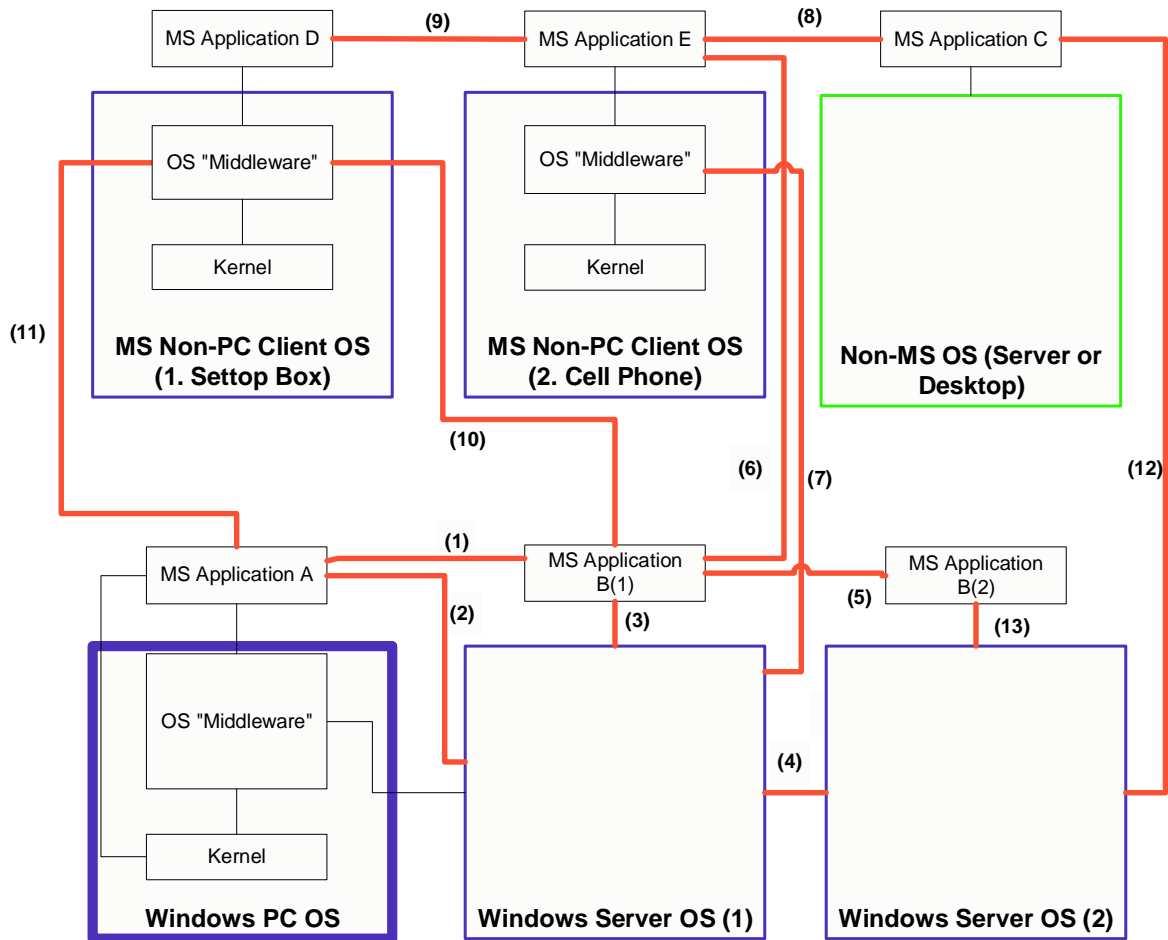 (9)
(8)
MS Application D
MS Application E
MS Application C
OS "Middleware"
OS "Middleware"
Kernel
Kernel
(11)
MS Non-PC Client OS
(1. Settop Box)
MS Non-PC Client OS
(2. Cell Phone)
Non-MS OS (Server or
Desktop)
(10)
(6)
(7)
(12)
(1)
MS Application A
MS Application
B(1)
MS Application
B(2)
(2)
(3)
(5)
(13)
OS "Middleware"
(4)
Kernel
Windows PC OS
Windows Server OS (1)
Windows Server OS (2)